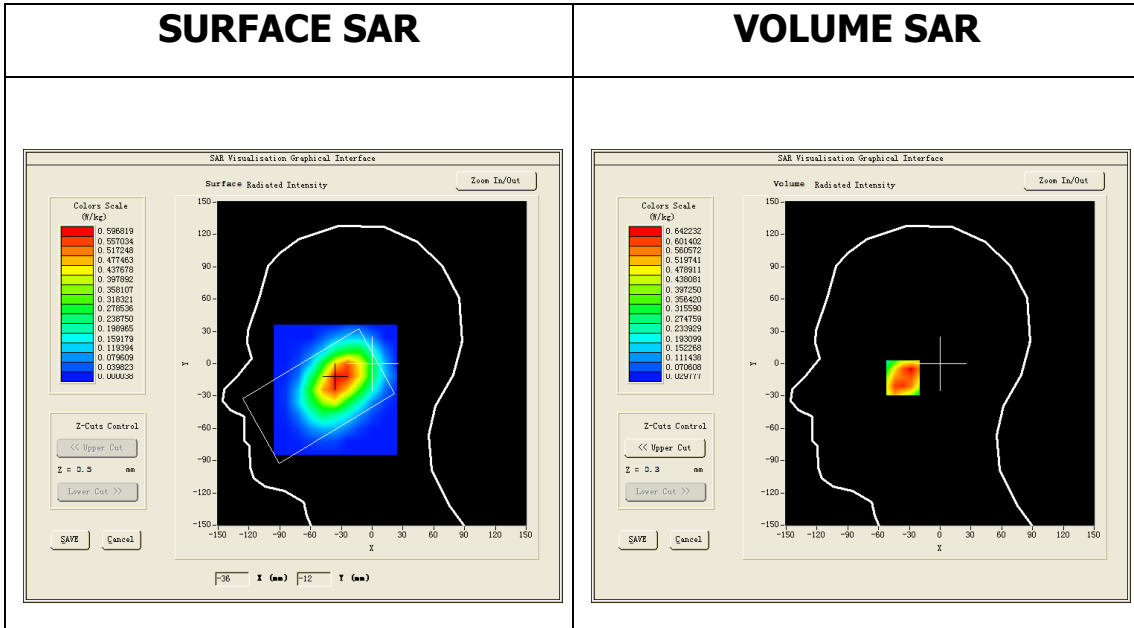 SURFACE SAR
VOLUME SAR
SAR Visualisation Graphical Interface
Surface Radiated Intensity
Zoom In/Out
Colors Scale
(W/kg)
0.596819
0.557034
0.517248
0.477463
0.437678
0.397892
0.358107
0.318321
0.278536
0.238750
0.198965
0.159179
0.119394
0.079609
0.039823
0.000038
150
120
90
60
30
0
-30
-60
-90
-120
-150
Y
-150 -120 -90 -60 -30 0 30 60 90 120 150
X
Z-Cuts Control
<< Upper Cut
Z = 0.5 mm
Lower Cut >>
SAVE Cancel
-36 X (mm) -12 Y (mm)
SAR Visualisation Graphical Interface
Volume Radiated Intensity
Zoom In/Out
Colors Scale
(W/kg)
0.642232
0.601402
0.560572
0.519741
0.478911
0.438081
0.397250
0.356420
0.315590
0.274759
0.233929
0.193099
0.152268
0.111438
0.070608
0.029777
150
120
90
60
30
0
-30
-60
-90
-120
-150
Y
-150 -120 -90 -60 -30 0 30 60 90 120 150
X
Z-Cuts Control
<< Upper Cut
Z = 0.3 mm
Lower Cut >>
SAVE Cancel